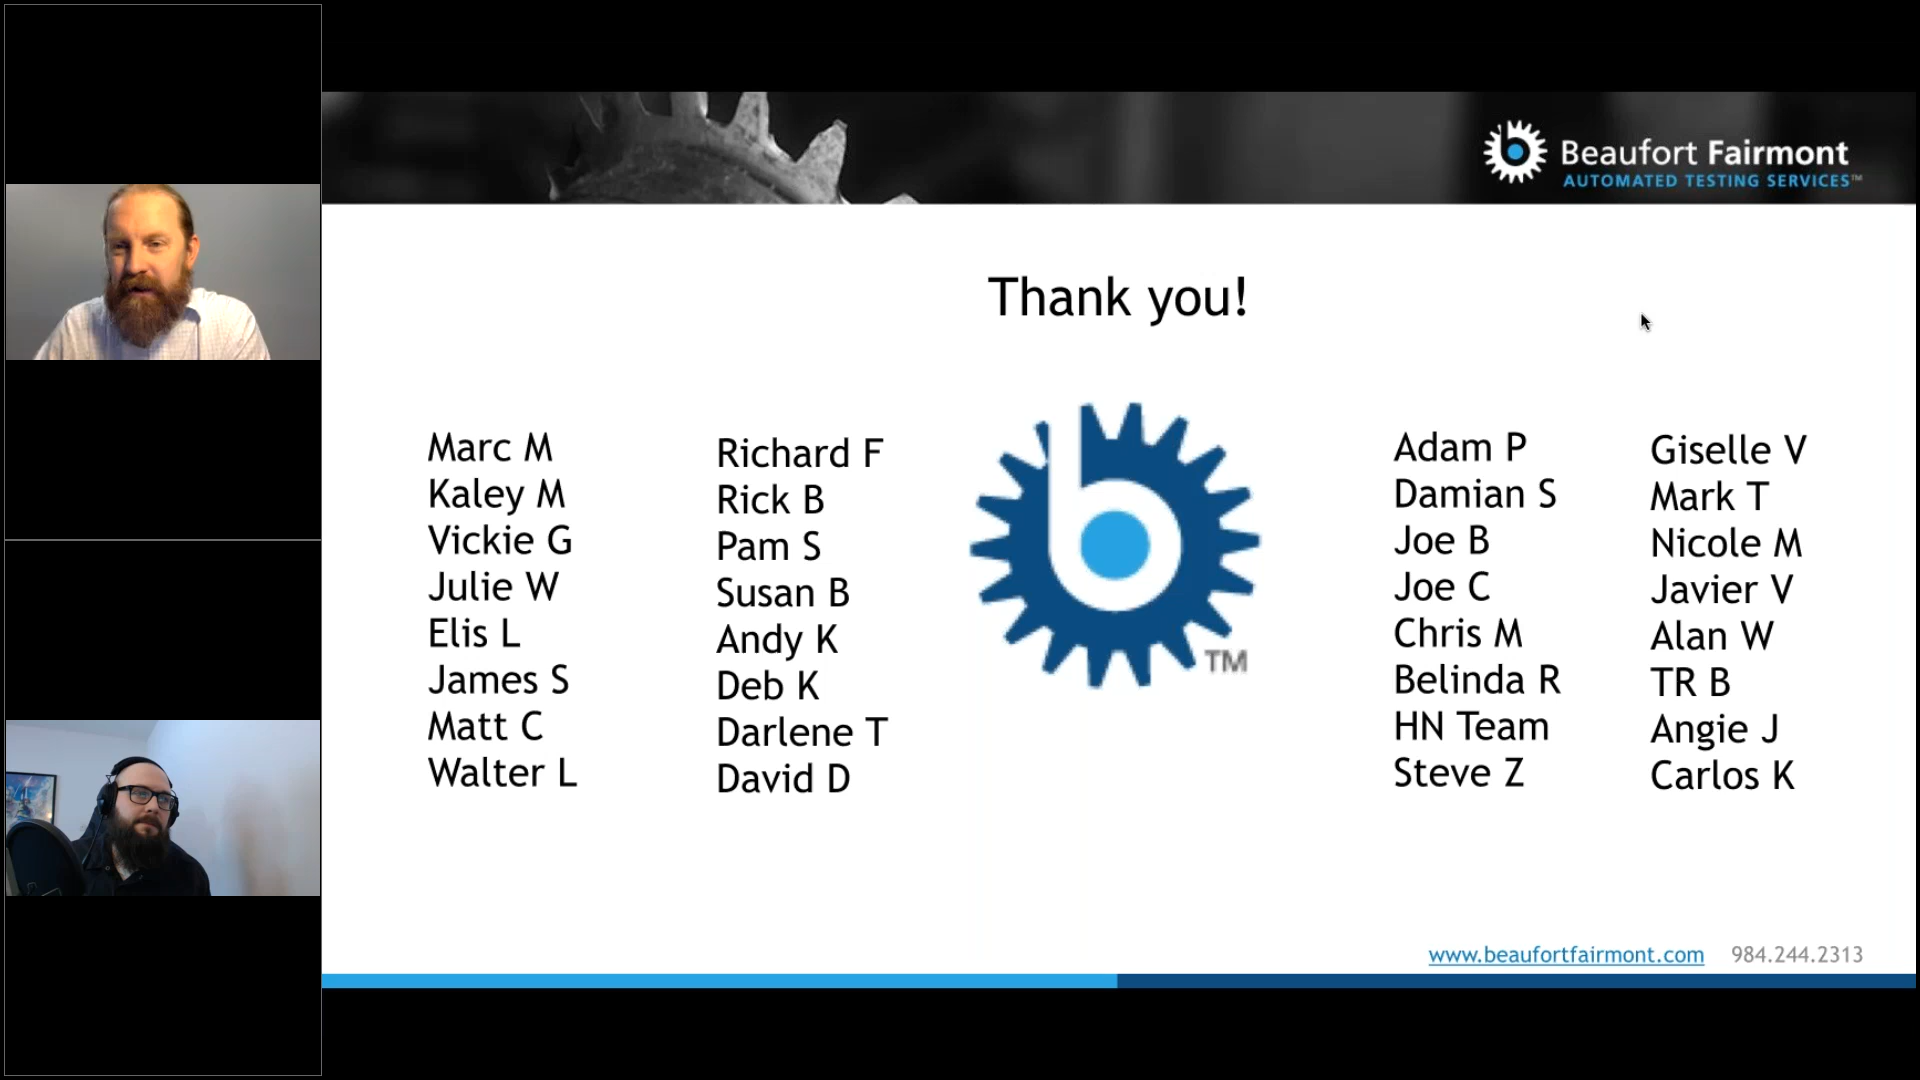 Beaufort Fairmont
AUTOMATED TESTING SERVICES™
Thank you!
Marc M
Kaley M
Vickie G
Julie W
Elis L
James S
Matt C
Walter L
Richard F
Rick B
Pam S
Susan B
Andy K
Deb K
Darlene T
David D
b
TM
Adam P
Damian S
Joe B
Joe C
Chris M
Belinda R
HN Team
Steve Z
Giselle V
Mark T
Nicole M
Javier V
Alan W
TR B
Angie J
Carlos K
www.beaufortfairmont.com 984.244.2313